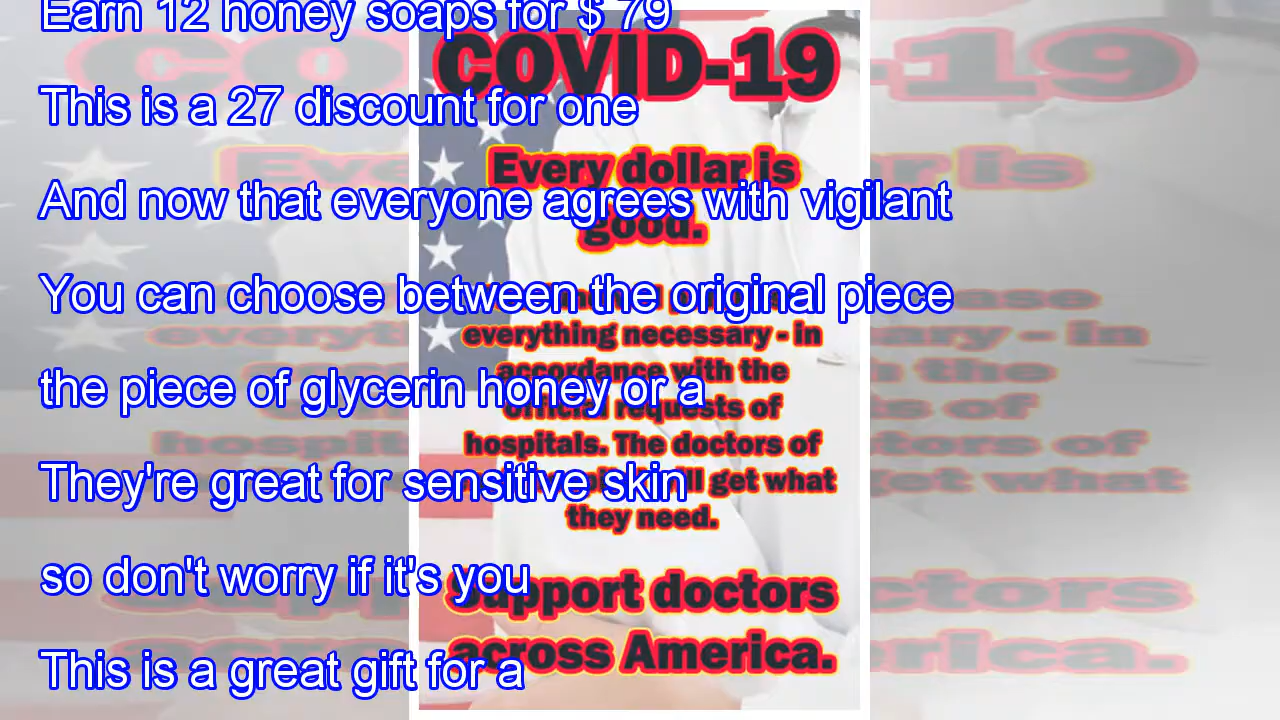 Earn 12 honey soaps for $ 79
This is a 27 discount for one
And now that everyone agrees with vigilant
You can choose between the original piece
the piece of glycerin honey or a
They're great for sensitive skin
so don't worry if it's you
This is a great gift for a
COVID-19
Every dollar is
good.
everything necessary - in
accordance with the
official requests of
hospitals. The doctors of
get what
they need.
Support doctors
across America.